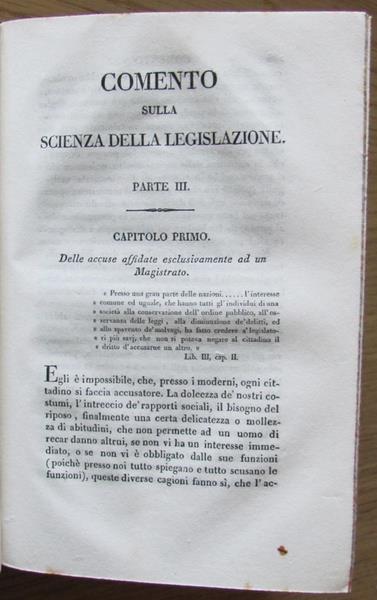 COMENTO
SULLA
SCIENZA DELLA LEGISLAZIONE.
PARTE III.
CAPITOLO PRIMO.
Delle accuse affidate esclusivamente ad un
Magistrato.
« Presso una gran parte delle nazioni...... l'interesse
« comune ed uguale, che hanno tutti gl'individui di una
« società alla conservazione dell'ordine pubblico, all'os-
« servanza delle leggi, alla diminuzione de'delitti, ed
« allo spavento de'malvagi, ha fatto credere a'legislato-
« ri più savj, che non si poteva negare al cittadino il
« dritto d'accusarne un altro. »
Lib. III, cap. II.
Egli è impossibile, che, presso i moderni, ogni cit-
tadino si faccia accusatore. La dolcezza de' nostri co-
stumi, l'intreccio de'rapporti sociali, il bisogno del
riposo, finalmente una certa delicatezza o mollez-
za di abitudini, che non permette ad un uomo di
recar danno altrui, se non vi ha un interesse imme-
diato, o se non vi è obbligato dalle sue funzioni
(poichè presso noi tutto spiegano e tutto scusano le
funzioni), queste diverse cagioni fanno sì, che l'ac-